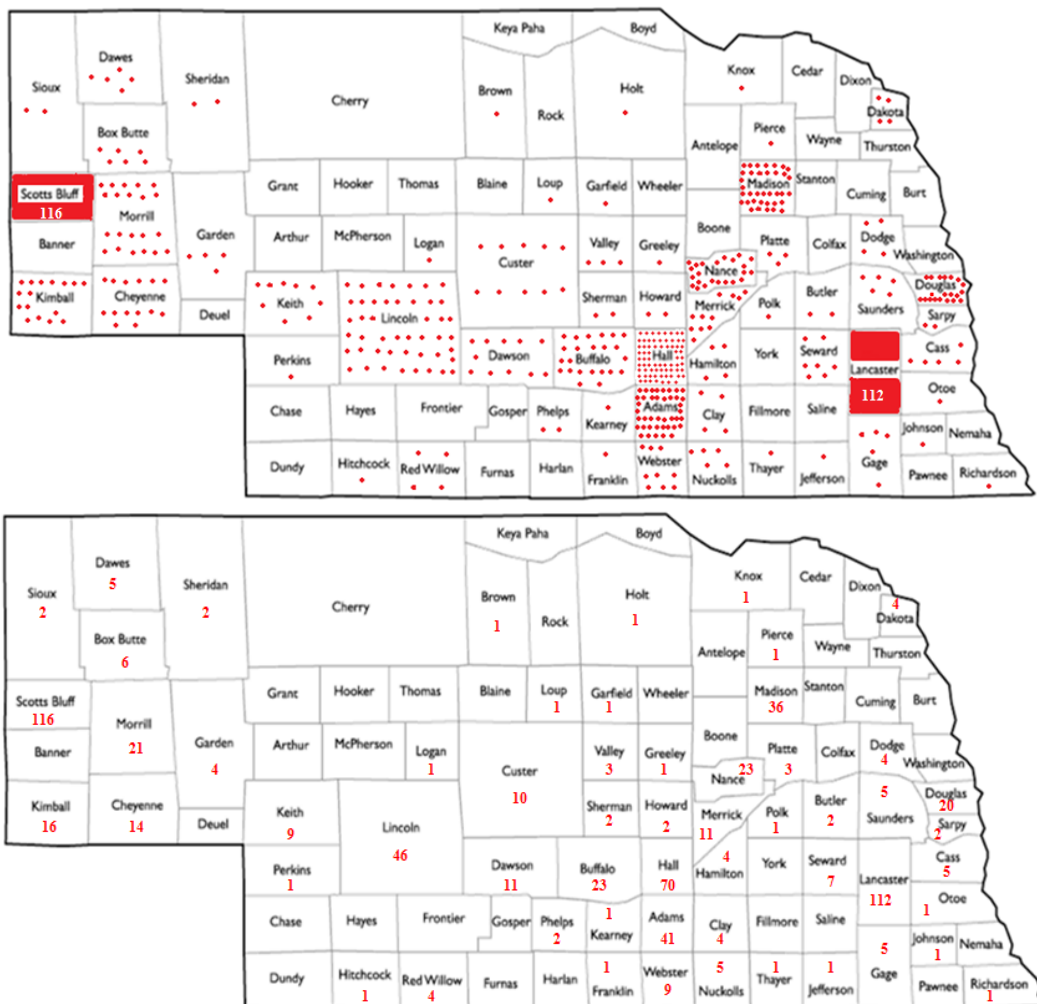 Keya Paha Boyd
Dawes Knox Cedar
Sioux Sheridan Dixon
Brown Holt
Cherry Rock Dakota
Box Butte Pierce
Antelope Wayne Thurston
Scotts Bluff Grant Hooker Thomas Blaine Loup Garfield Wheeler Madison Stanton Cuming Burt
116
Morrill
Banner Garden Arthur McPherson Logan Custer Valley Greeley Boone Platte Colfax Dodge
Washington
Nance
Kimball Cheyenne Keith Lincoln Sherman Howard Merrick Polk Butler Saunders Douglas
Deuel Sarpy
Perkins Dawson Buffalo Hall Hamilton York Seward Lancaster Cass
112 Otoe
Chase Hayes Frontier Gosper Phelps Kearney Adams Clay Fillmore Saline
Johnson Nemaha
Dundy Hitchcock Red Willow Furnas Harlan Franklin Webster Nuckolls Thayer Jefferson Gage Pawnee Richardson
Keya Paha Boyd
Dawes
5
Knox Cedar
1
Sioux
2
Sheridan
2
Dixon
4
Dakota
Cherry
Brown
1
Rock
Holt
1
Box Butte
6
Antelope
Pierce
1
Wayne Thurston
Scotts Bluff
116
Grant Hooker Thomas Blaine
Loup
1
Garfield
1
Wheeler
Madison
36
Stanton Cuming Burt
Morrill
21
Banner
Garden
4
Arthur McPherson
Logan
1
Custer
10
Valley
3
Greeley
1
Boone
Nance
23
Platte
3
Colfax
Dodge
4
Washington
Kimball
16
Cheyenne
14
Deuel
Keith
9
Lincoln
46
Sherman
2
Howard
2
Merrick
11
Polk
1
Butler
2
5
Saunders
Douglas
20
2 Sarpy
Perkins
1
Dawson
11
Buffalo
23
Hall
70
4
Hamilton
York
Seward
7
Lancaster
112
Cass
5
1 Otoe
Chase Hayes Frontier Gosper
Phelps
2
1
Kearney
Adams
41
Clay
4
Fillmore Saline
Johnson
1
Nemaha
Dundy
Hitchcock
1
Red Willow
4
Furnas Harlan
1
Franklin
Webster
9
5
Nuckolls
1
Thayer
1
Jefferson
5
Gage
Pawnee
Richardson
1